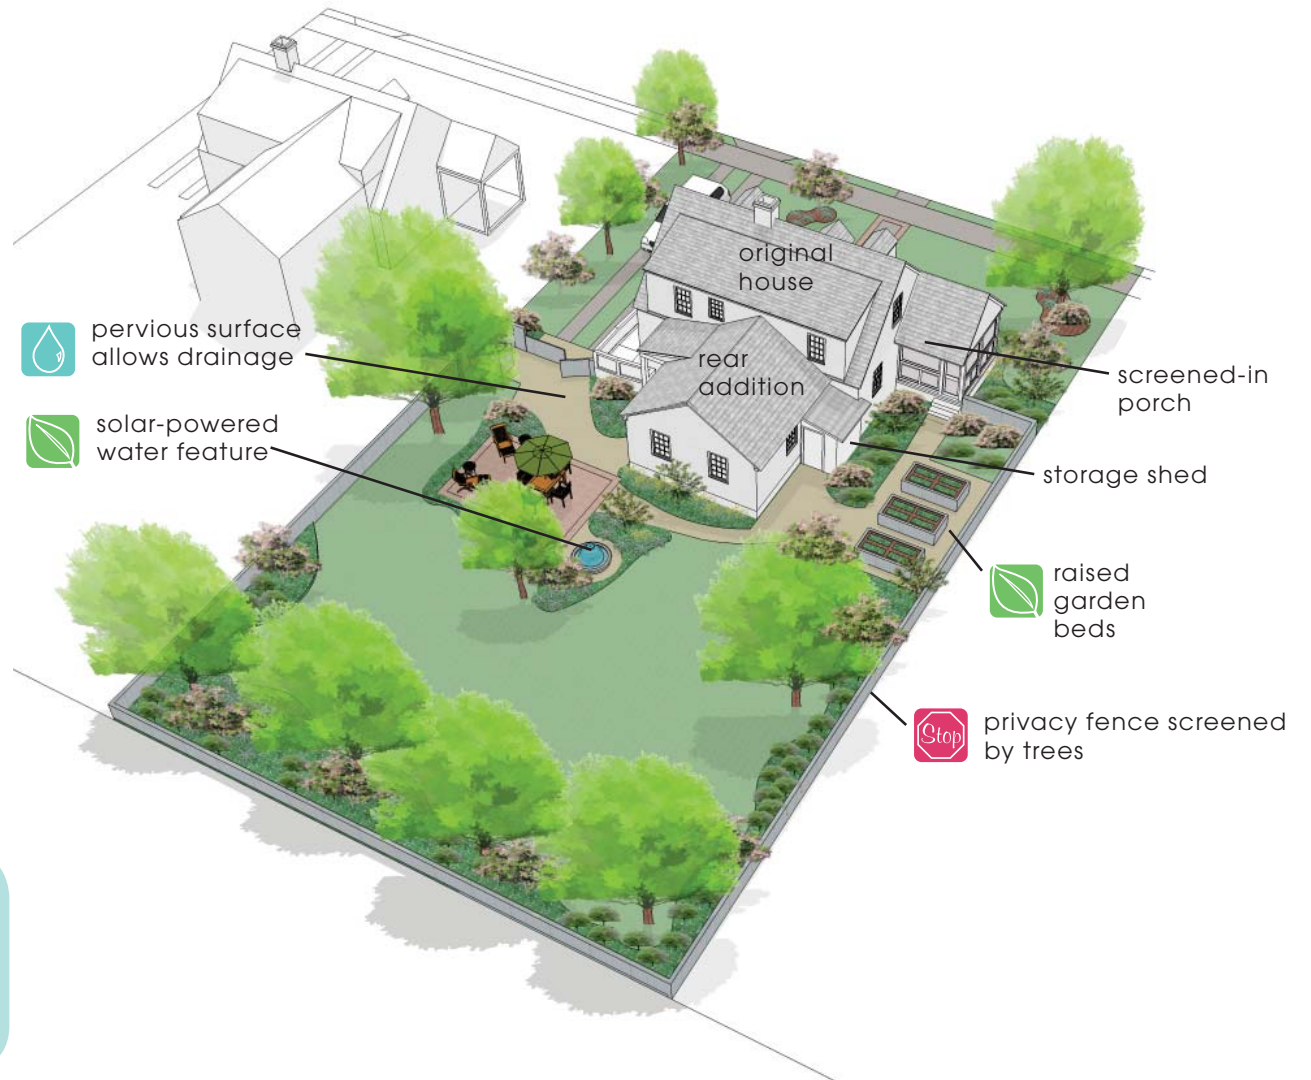 original
house
pervious surface
allows drainage
rear
addition
screened-in
porch
solar-powered
water feature
storage shed
raised
garden
beds
Stop
privacy fence screened
by trees